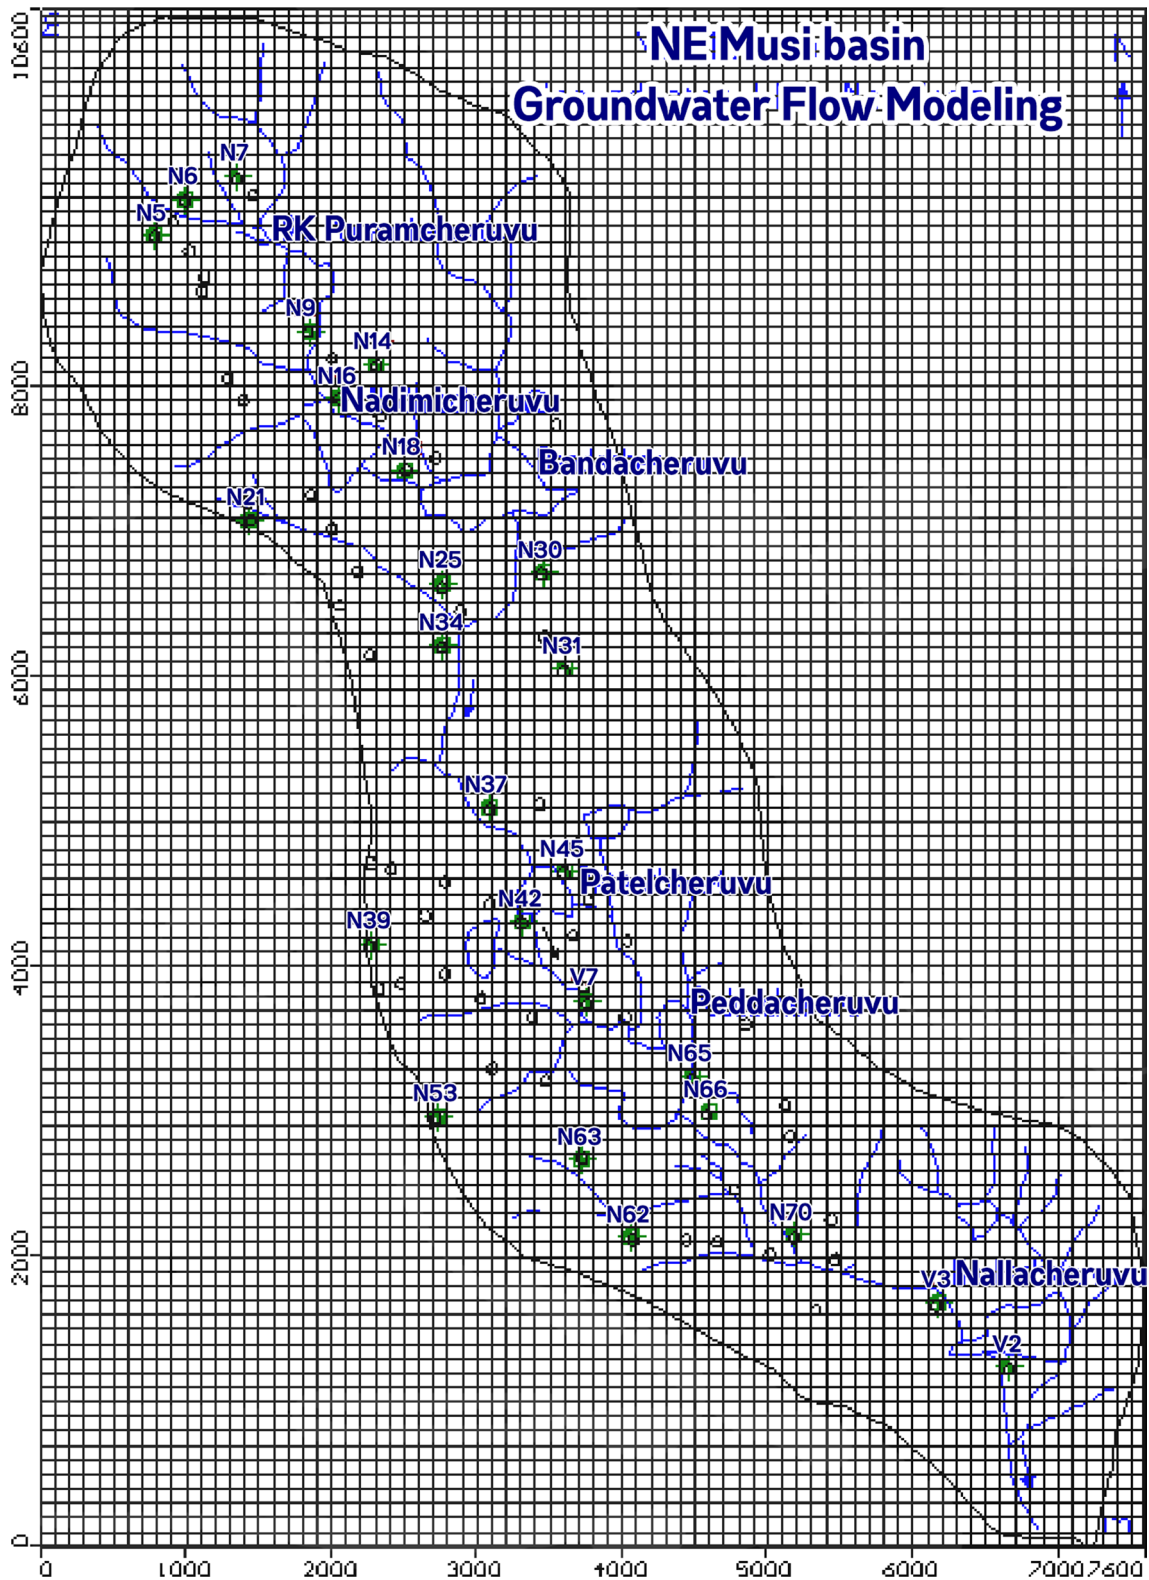 10600
NE Musi basin
Groundwater Flow Modeling
N7
N6
N5
RK Puramcheruvu
N9
N14
8000
N16
Nadimicheruvu
N18
Bandacheruvu
N21
N25
N30
N34
N31
6000
N37
N45
Patelcheruvu
N42
N39
4000
V7
Peddacheruvu
N65
N66
N53
N63
N62
N70
2000
V3
Nallacheruvu
V2
0
0 1000 2000 3000 4000 5000 6000 7000 7600